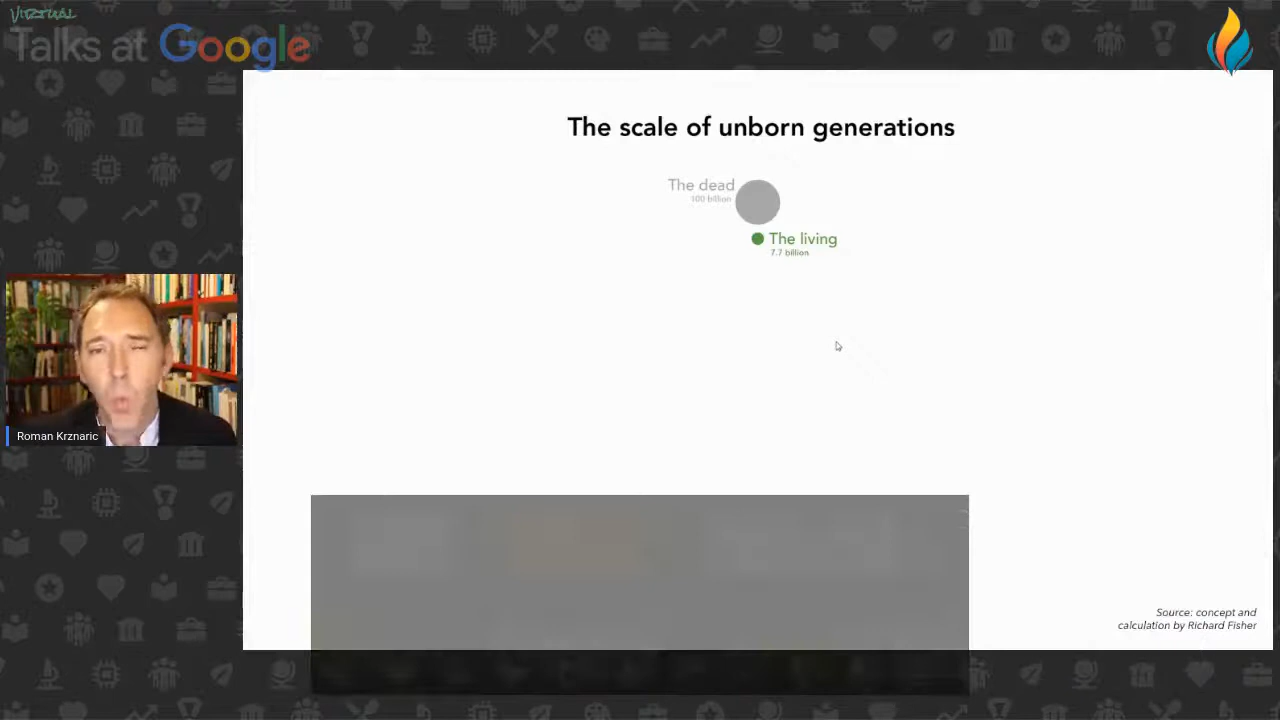 VIRTUAL
Talks at Google
The scale of unborn generations
The dead
100 billion
The living
7.7 billion
Roman Krznaric
Source: concept and
calculation by Richard Fisher